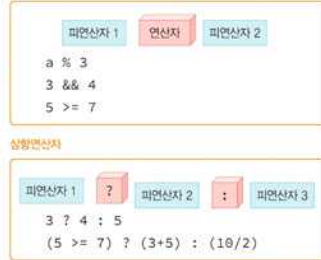 피연산자 1 연산자 피연산자 2
a % 3
3 && 4
5 >= 7
삼항연산자
피연산자 1 ? 피연산자 2 : 피연산자 3
3 ? 4 : 5
(5 >= 7) ? (3+5) : (10/2)